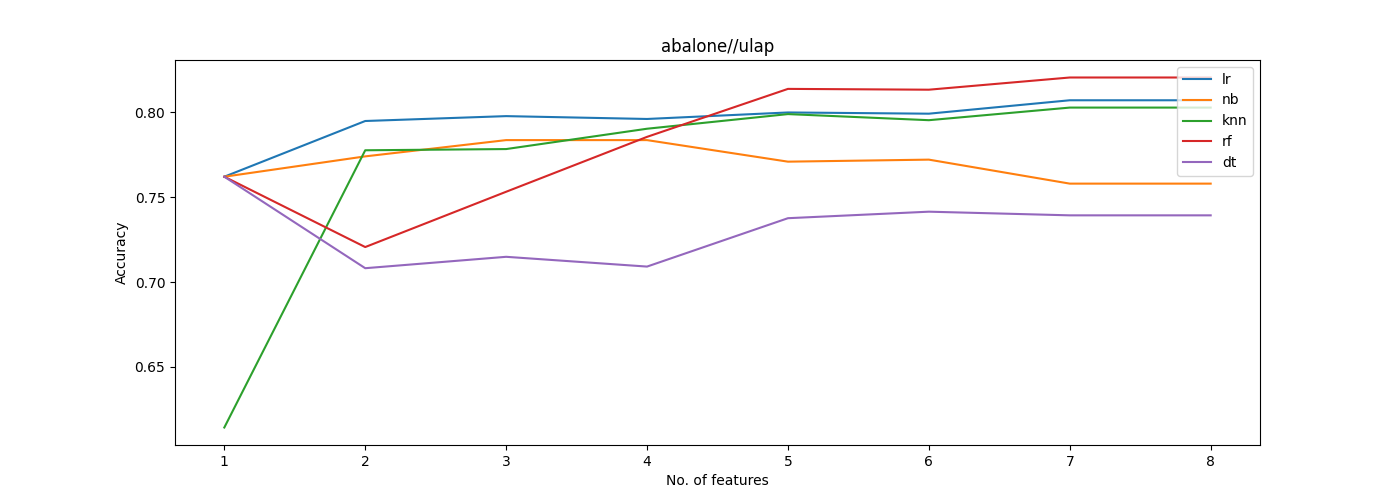 abalone//ulap
lr
nb
knn
rf
dt
0.80
0.75
0.70
0.65
Accuracy
1 2 3 4 5 6 7 8
No. of features